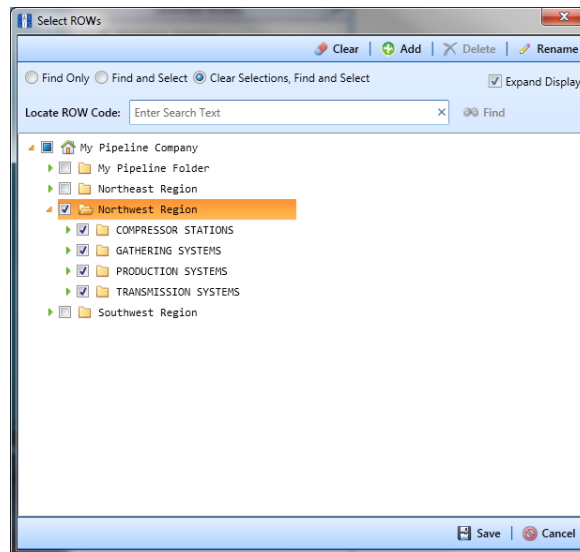 Select ROWs
Clear Add Delete Rename
Find Only Find and Select Clear Selections, Find and Select Expand Display
Locate ROW Code: Enter Search Text Find
My Pipeline Company
My Pipeline Folder
Northeast Region
Northwest Region
COMPRESSOR STATIONS
GATHERING SYSTEMS
PRODUCTION SYSTEMS
TRANSMISSION SYSTEMS
Southwest Region
Save Cancel